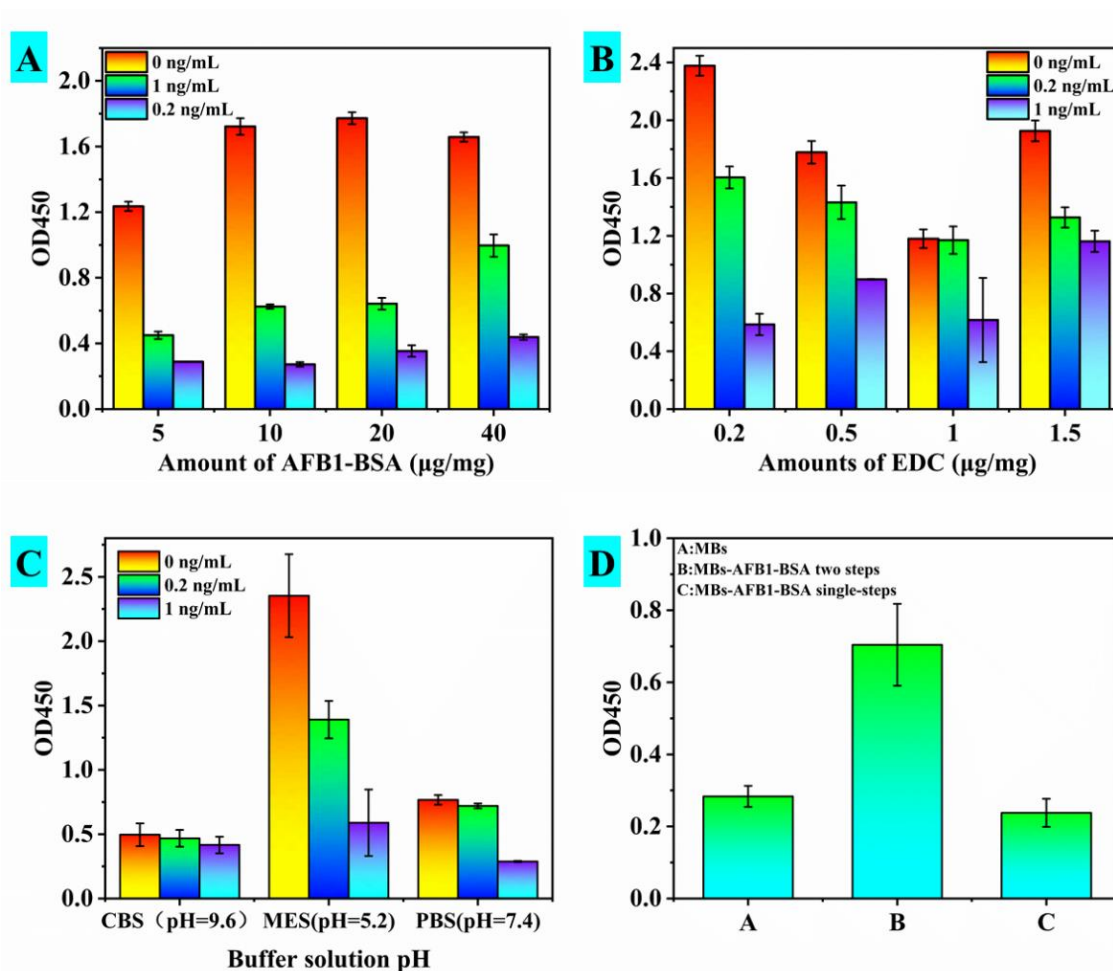 A
0 ng/mL
1 ng/mL
0.2 ng/mL
OD450
2.0
1.6
1.2
0.8
0.4
0.0
5 10 20 40
Amount of AFB1-BSA (μg/mg)
B
0 ng/mL
0.2 ng/mL
1 ng/mL
OD450
2.4
2.0
1.6
1.2
0.8
0.4
0.0
0.2 0.5 1 1.5
Amounts of EDC (μg/mg)
C
0 ng/mL
0.2 ng/mL
1 ng/mL
OD450
2.5
2.0
1.5
1.0
0.5
0.0
CBS（pH=9.6） MES(pH=5.2) PBS(pH=7.4)
Buffer solution pH
D
A:MBs
B:MBs-AFB1-BSA two steps
C:MBs-AFB1-BSA single-steps
OD450
1.0
0.8
0.6
0.4
0.2
0.0
A B C